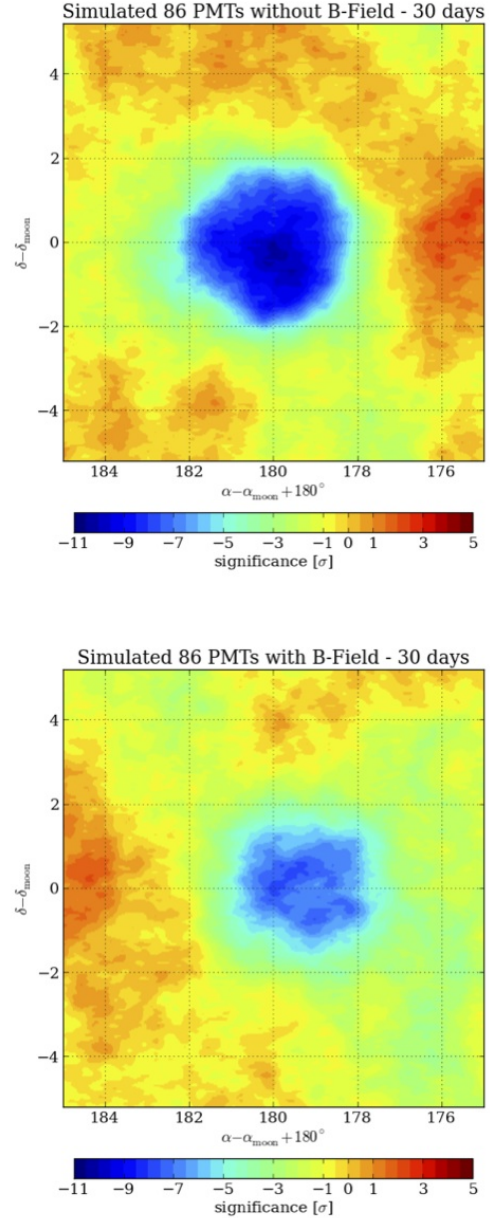 Simulated 86 PMTs without B-Field - 30 days
4
2
0
−2
−4
δ−δmoon
184 182 180 178 176
α−αmoon+180°
−11 −9 −7 −5 −3 −1 0 1 3 5
significance [σ]
Simulated 86 PMTs with B-Field - 30 days
4
2
0
−2
−4
δ−δmoon
184 182 180 178 176
α−αmoon+180°
−11 −9 −7 −5 −3 −1 0 1 3 5
significance [σ]